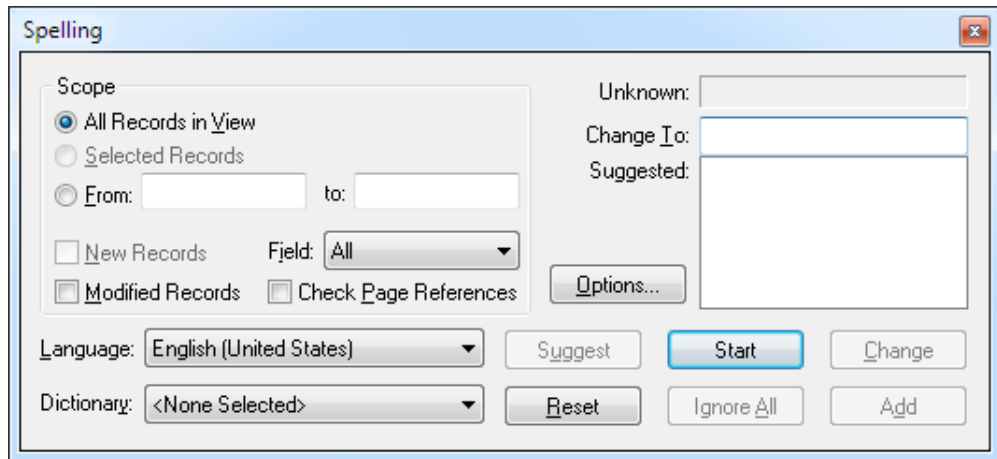 Spelling
Scope
All Records in View
Selected Records
From: to:
New Records Field: All
Modified Records Check Page References
Unknown:
Change To:
Suggested:
Options...
Language: English (United States) Suggest Start Change
Dictionary: <None Selected> Reset Ignore All Add